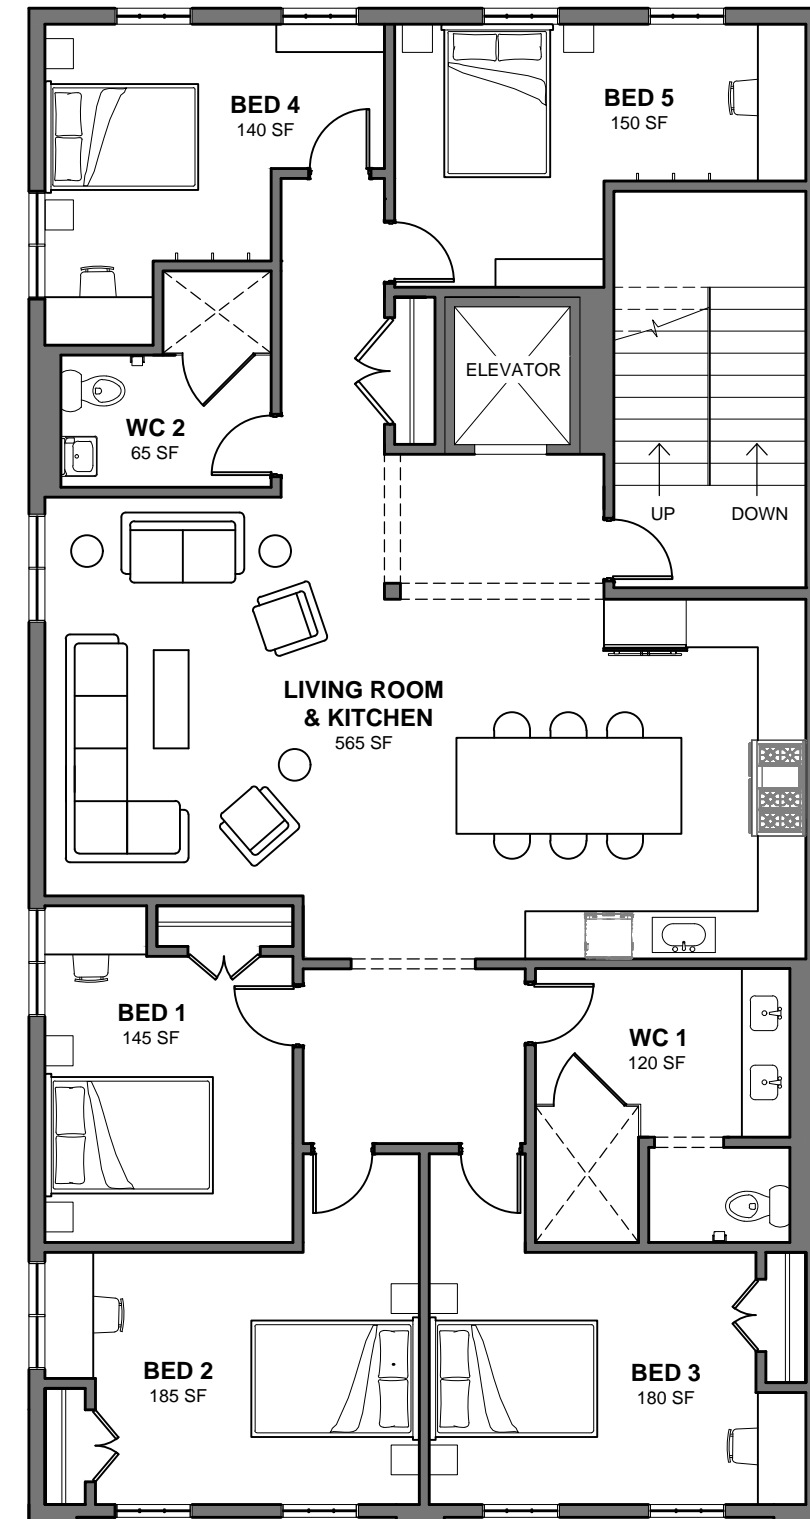 BED 4
140 SF
BED 5
150 SF
ELEVATOR
WC 2
65 SF
UP
DOWN
LIVING ROOM
& KITCHEN
565 SF
BED 1
145 SF
WC 1
120 SF
BED 2
185 SF
BED 3
180 SF